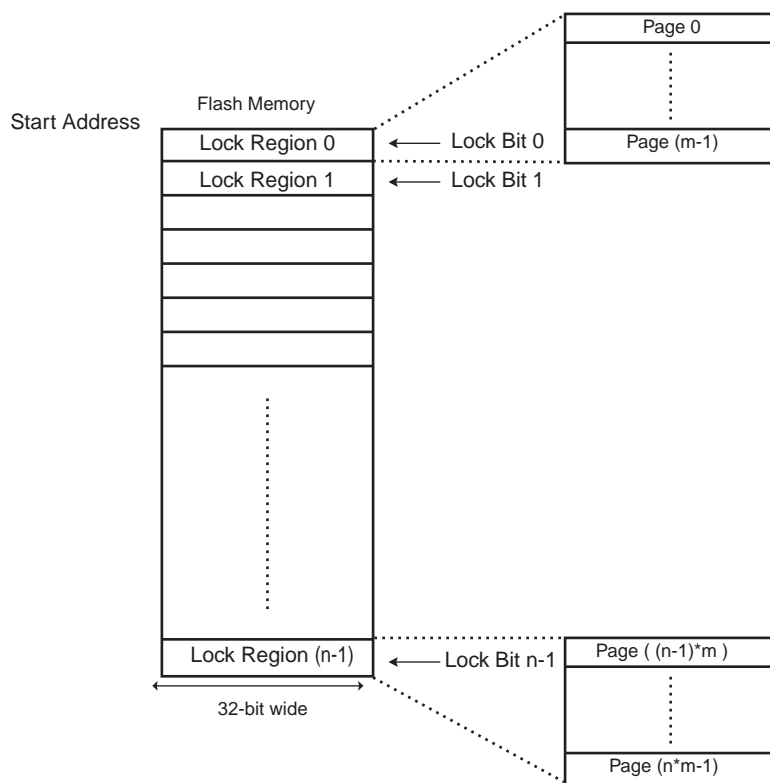 Page 0
Flash Memory
Start Address
Lock Region 0
Lock Bit 0
Page (m-1)
Lock Region 1
Lock Bit 1
Lock Region (n-1)
Lock Bit n-1
Page ( (n-1)*m )
32-bit wide
Page (n*m-1)